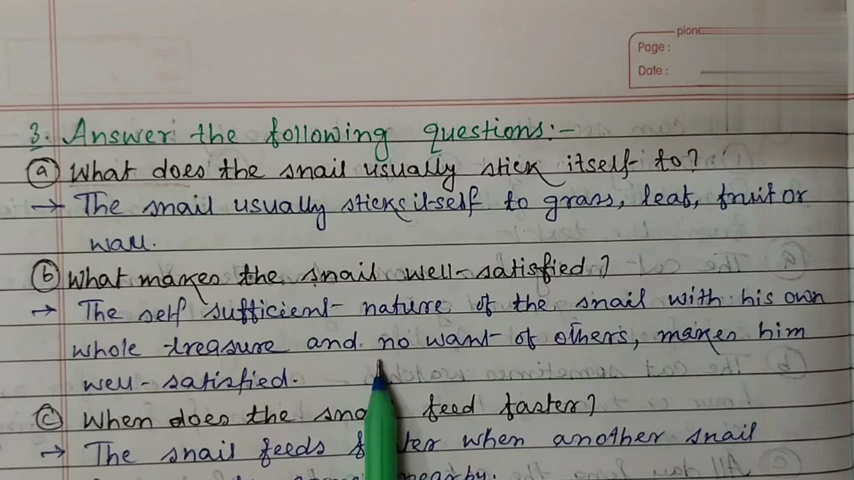 pione
Page :
Date :
3. Answer the following questions:-
(a) What does the snail usually stick itself to?
→ The snail usually sticks itself to grass, leaf, fruit or
wall.
(b) What makes the snail well-satisfied?
→ The self sufficient nature of the snail with his own
whole treasure and no want of others, makes him
well-satisfied.
(c) When does the feed faster?
→ The snail feeds when another snail
nearby.